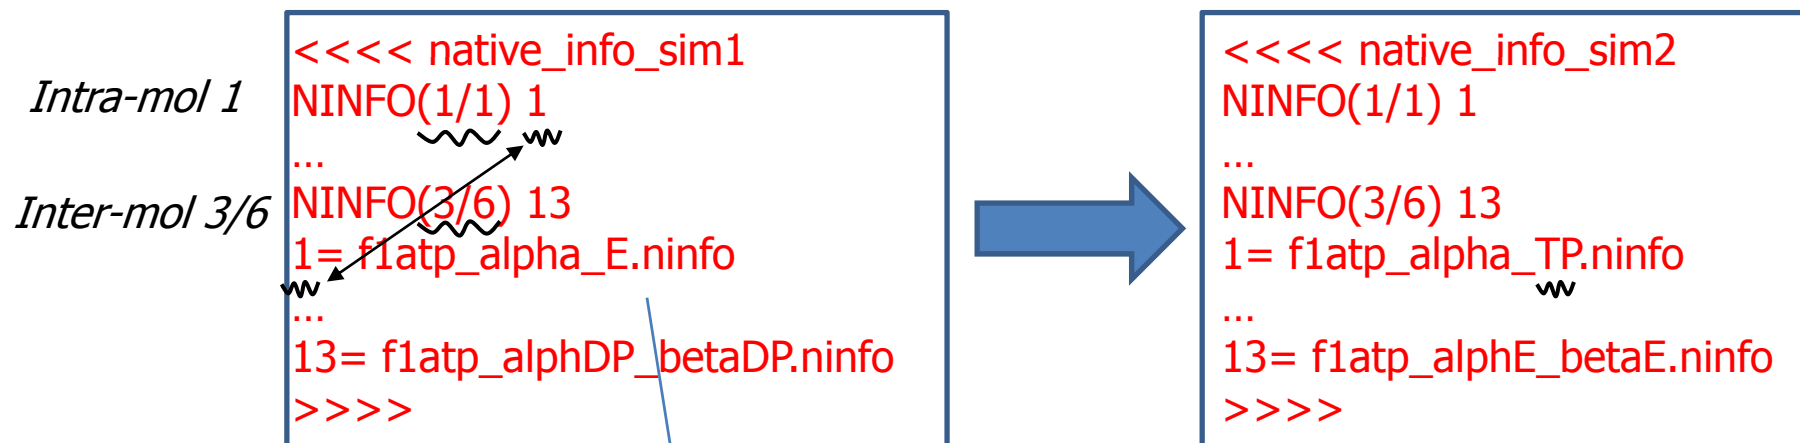 Intra-mol 1
Inter-mol 3/6
<<<< native_info_sim1
NINFO(1/1) 1
...
NINFO(3/6) 13
1= f1atp_alpha_E.ninfo
...
13= f1atp_alphDP_betaDP.ninfo
>>>>
<<<< native_info_sim2
NINFO(1/1) 1
...
NINFO(3/6) 13
1= f1atp_alpha_TP.ninfo
...
13= f1atp_alphE_betaE.ninfo
>>>>